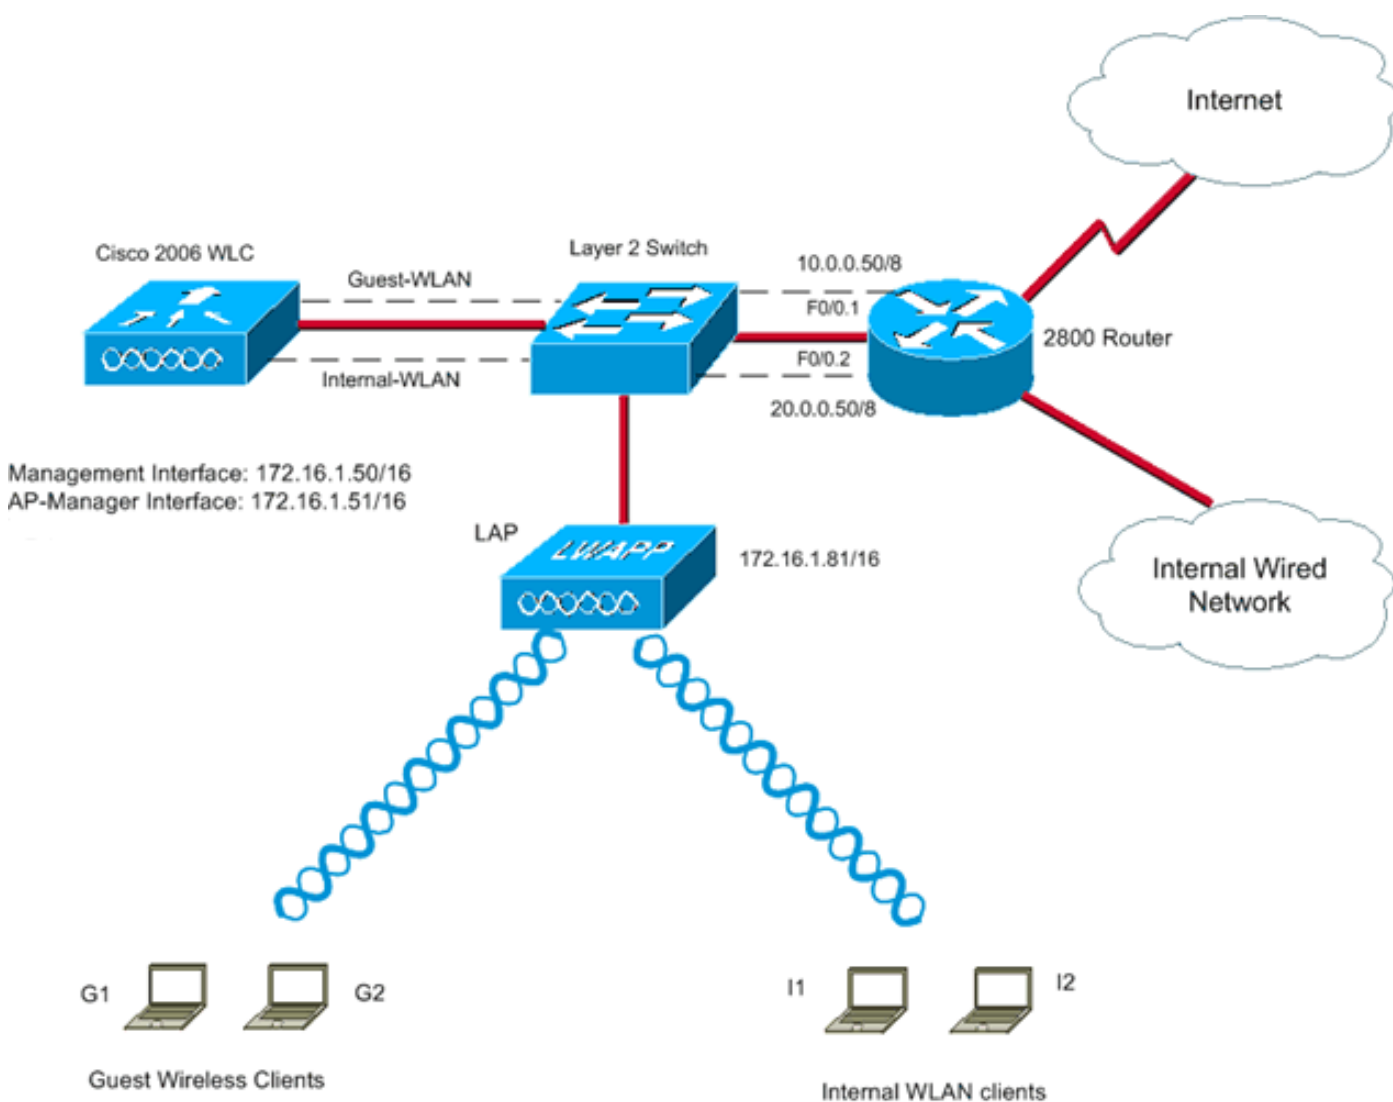 Internet
Cisco 2006 WLC
Layer 2 Switch
10.0.0.50/8
Guest-WLAN
F0/0.1
2800 Router
F0/0.2
Internal-WLAN
20.0.0.50/8
Management Interface: 172.16.1.50/16
AP-Manager Interface: 172.16.1.51/16
LAP
LWAPP
172.16.1.81/16
Internal Wired
Network
G1
G2
I1
I2
Guest Wireless Clients
Internal WLAN clients